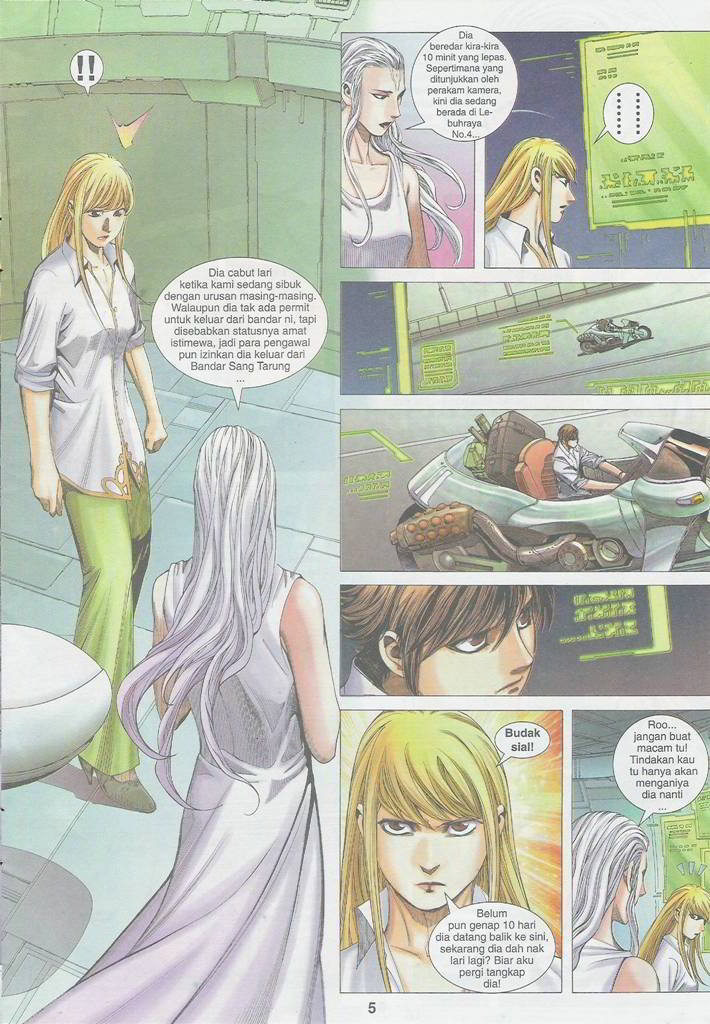 !!
Dia cabut lari
ketika kami sedang sibuk
dengan urusan masing-masing.
Walaupun dia tak ada permit
untuk keluar dari bandar ni, tapi
disebabkan statusnya amat
istimewa, jadi para pengawal
pun izinkan dia keluar dari
Bandar Sang Tarung
...
Dia
beredar kira-kira
10 minit yang lepas.
Sepertimana yang
ditunjukkan oleh
perakam kamera,
kini dia sedang
berada di Le-
buhraya
No.4...
Budak
sial!
Belum
pun genap 10 hari
dia datang balik ke sini,
sekarang dia dah nak
lari lagi? Biar aku
pergi tangkap
dia!
Roo...
jangan buat
macam tu!
Tindakan kau
tu hanya akan
menganiya
dia nanti
...
5